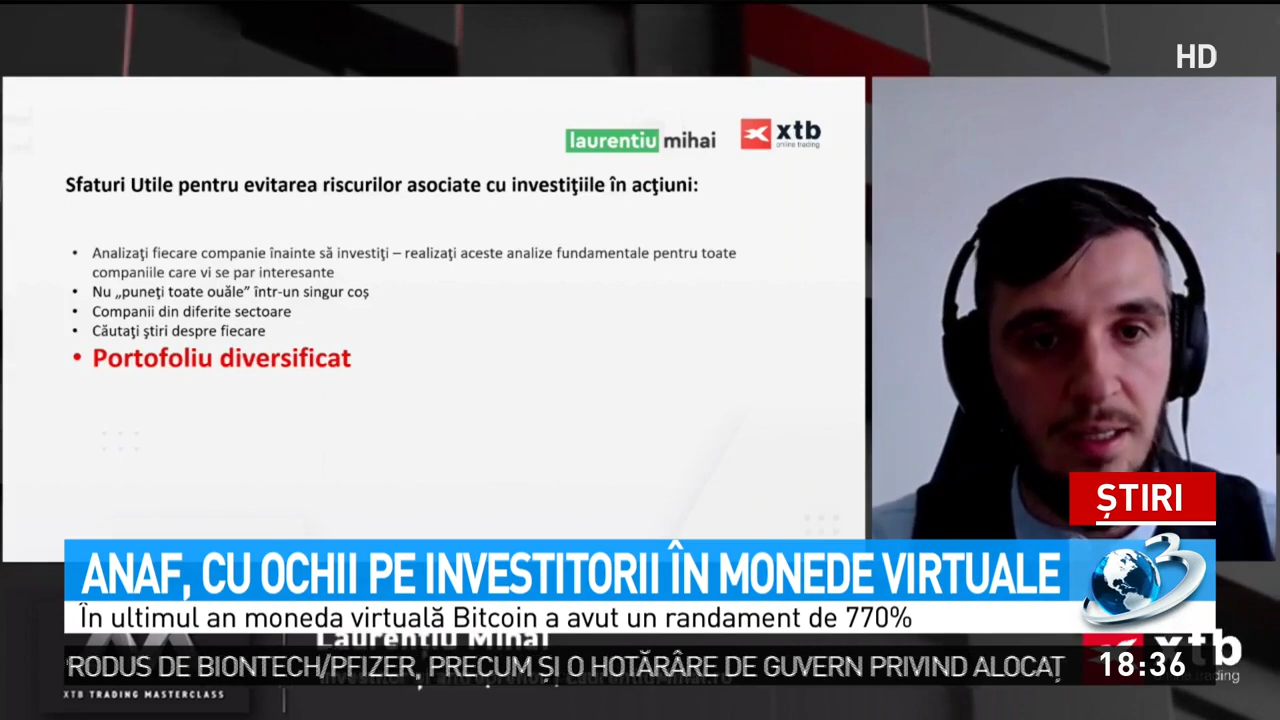 HD
laurentiu mihai
xtb
online trading
Sfaturi Utile pentru evitarea riscurilor asociate cu investiţiile în acţiuni:
• Analizaţi fiecare companie înainte să investiţi – realizaţi aceste analize fundamentale pentru toate
companiile care vi se par interesante
• Nu „puneţi toate ouăle” într-un singur coş
• Companii din diferite sectoare
• Căutaţi ştiri despre fiecare
• Portofoliu diversificat
ȘTIRI
ANAF, CU OCHII PE INVESTITORII ÎN MONEDE VIRTUALE
3
În ultimul an moneda virtuală Bitcoin a avut un randament de 770%
Laurențiu Mihai
xtb
RODUS DE BIONTECH/PFIZER, PRECUM ȘI O HOTĂRÂRE DE GUVERN PRIVIND ALOCAȚ
18:36
XTB TRADING MASTERCLASS